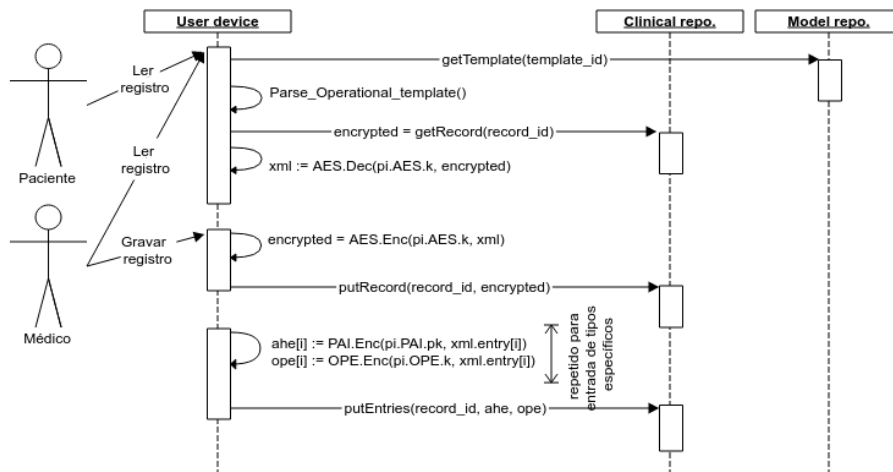 User device
Clinical repo.
Model repo.
Ler
registro
getTemplate(template_id)
Parse_Operational_template()
encrypted = getRecord(record_id)
Ler
registro
xml := AES.Dec(pi.AES.k, encrypted)
Paciente
Gravar
registro
encrypted = AES.Enc(pi.AES.k, xml)
putRecord(record_id, encrypted)
Médico
ahe[i] := PAI.Enc(pi.PAI.pk, xml.entry[i])
ope[i] := OPE.Enc(pi.OPE.k, xml.entry[i])
repetido para
entrada de tipos
específicos
putEntries(record_id, ahe, ope)